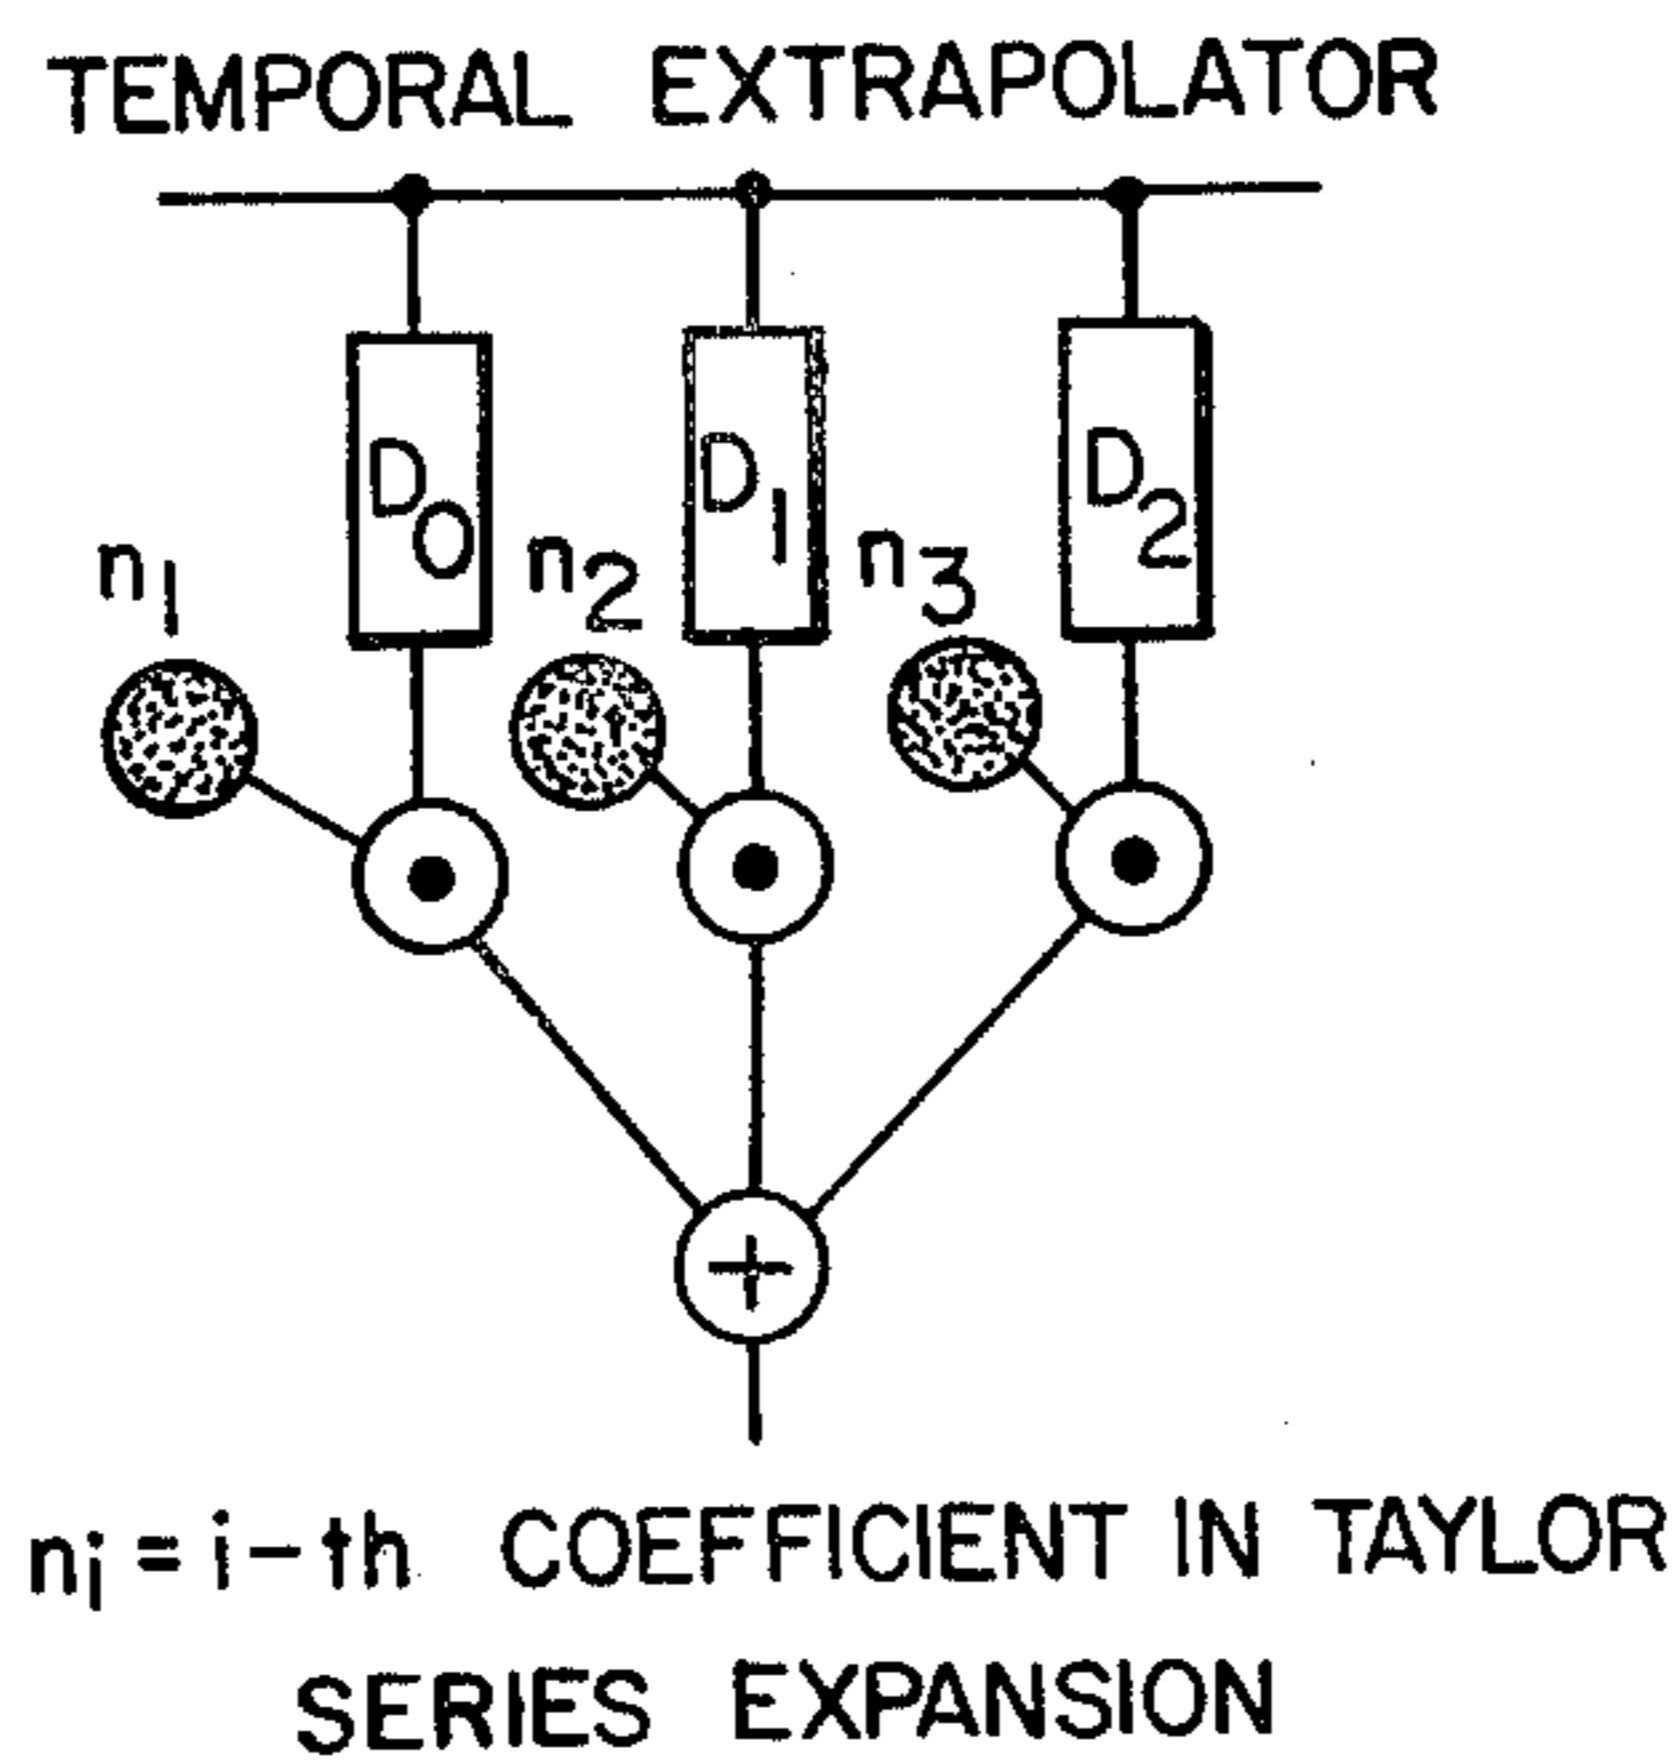 TEMPORAL EXTRAPOLATOR
D0 D1 D2
n1 n2 n3
+
ni = i-th COEFFICIENT IN TAYLOR
SERIES EXPANSION